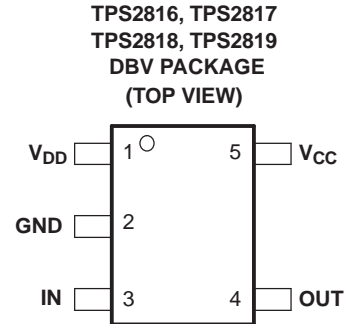 TPS2816, TPS2817
TPS2818, TPS2819
DBV PACKAGE
(TOP VIEW)
VDD 1 5 VCC
GND 2
IN 3 4 OUT